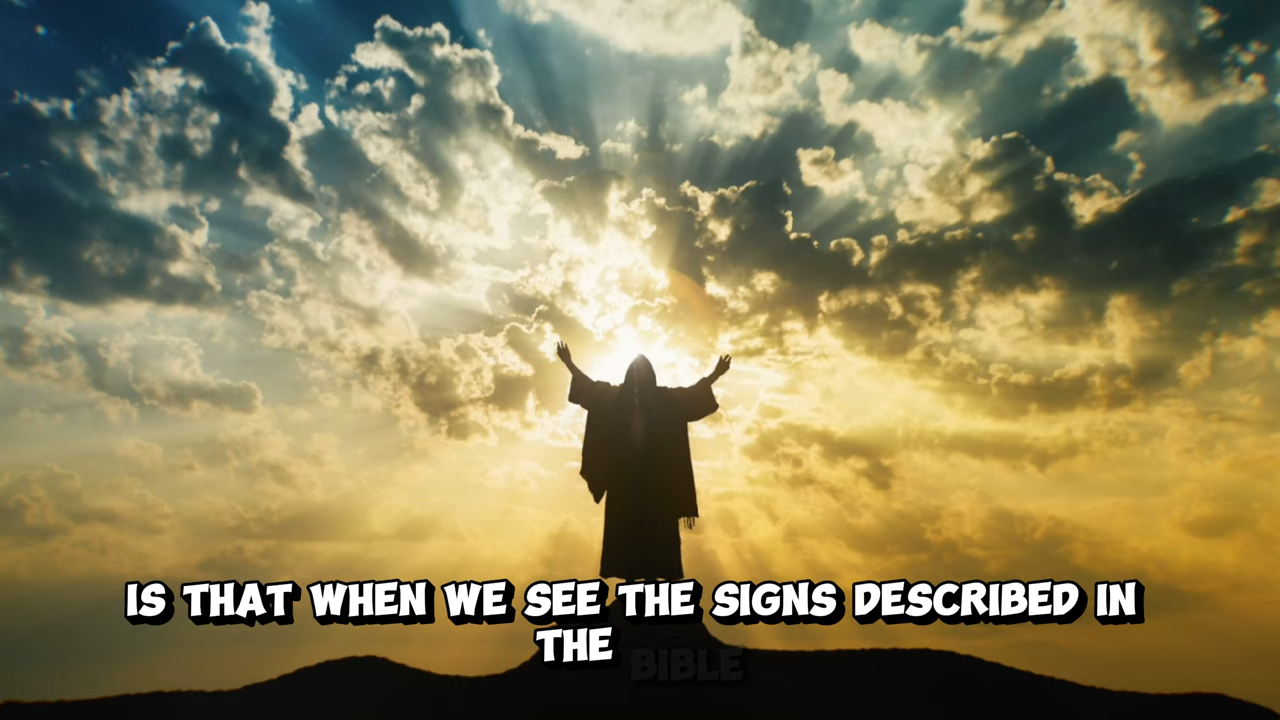 IS THAT WHEN WE SEE THE SIGNS DESCRIBED IN
THE BIBLE